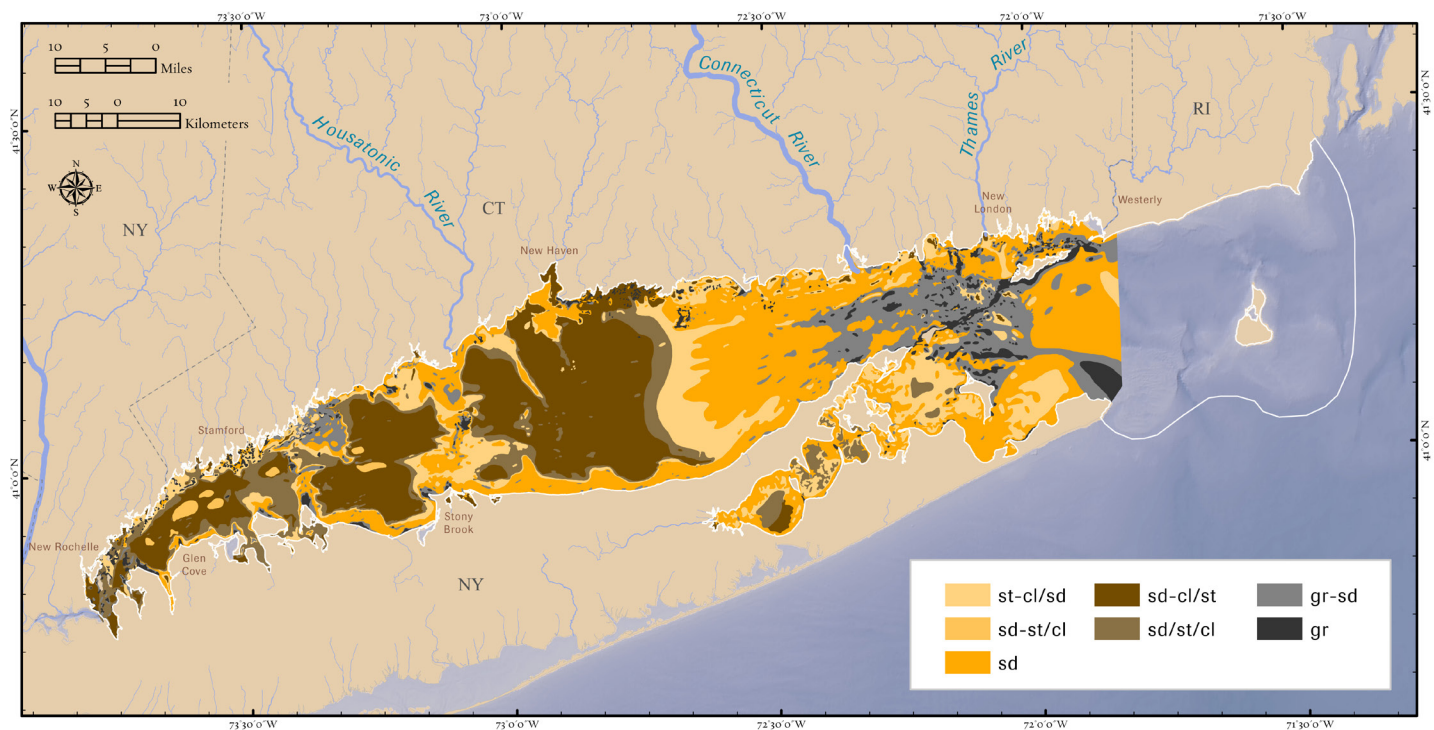 73°30'0"W
73°0'0"W
72°30'0"W
72°0'0"W
71°30'0"W
10 5 0
Miles
10 5 0 10
Kilometers
N
W E
S
41°30'0"N
41°30'0"N
Housatonic
River
Connecticut
River
Thames
River
NY
CT
RI
New
London
Westerly
New Haven
Stamford
41°0'0"N
41°0'0"N
New Rochelle
Glen
Cove
Stony
Brook
NY
st-cl/sd
sd-cl/st
gr-sd
sd-st/cl
sd/st/cl
gr
sd
73°30'0"W
73°0'0"W
72°30'0"W
72°0'0"W
71°30'0"W